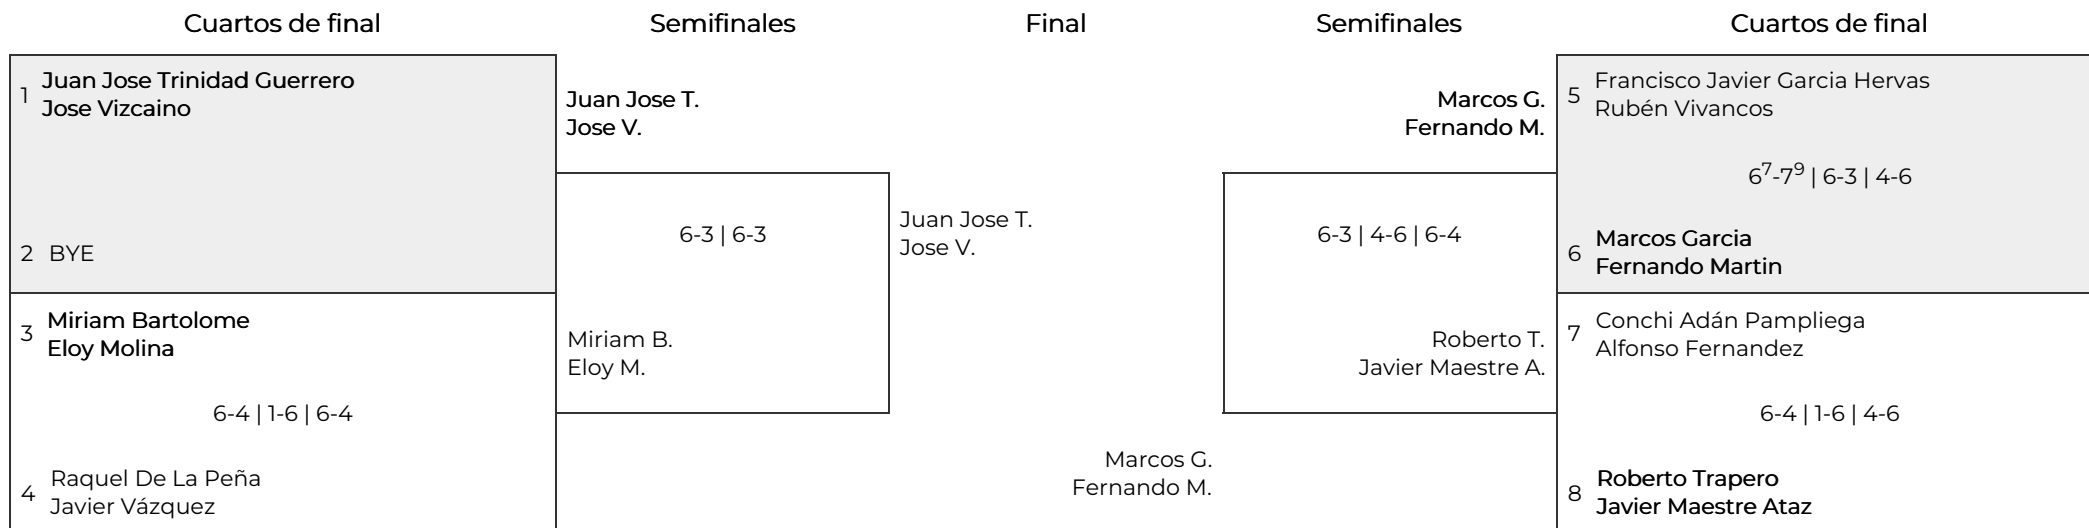 Cuartos de final
Semifinales
Final
Semifinales
Cuartos de final
1
Juan Jose Trinidad Guerrero
Jose Vizcaino
2 BYE
3
Miriam Bartolome
Eloy Molina
6-4 | 1-6 | 6-4
4
Raquel De La Peña
Javier Vázquez
Juan Jose T.
Jose V.
6-3 | 6-3
Miriam B.
Eloy M.
Juan Jose T.
Jose V.
Marcos G.
Fernando M.
Marcos G.
Fernando M.
6-3 | 4-6 | 6-4
Roberto T.
Javier Maestre A.
5
Francisco Javier Garcia Hervas
Rubén Vivancos
6⁷-7⁹ | 6-3 | 4-6
6
Marcos Garcia
Fernando Martin
7
Conchi Adán Pampliega
Alfonso Fernandez
6-4 | 1-6 | 4-6
8
Roberto Trapero
Javier Maestre Ataz